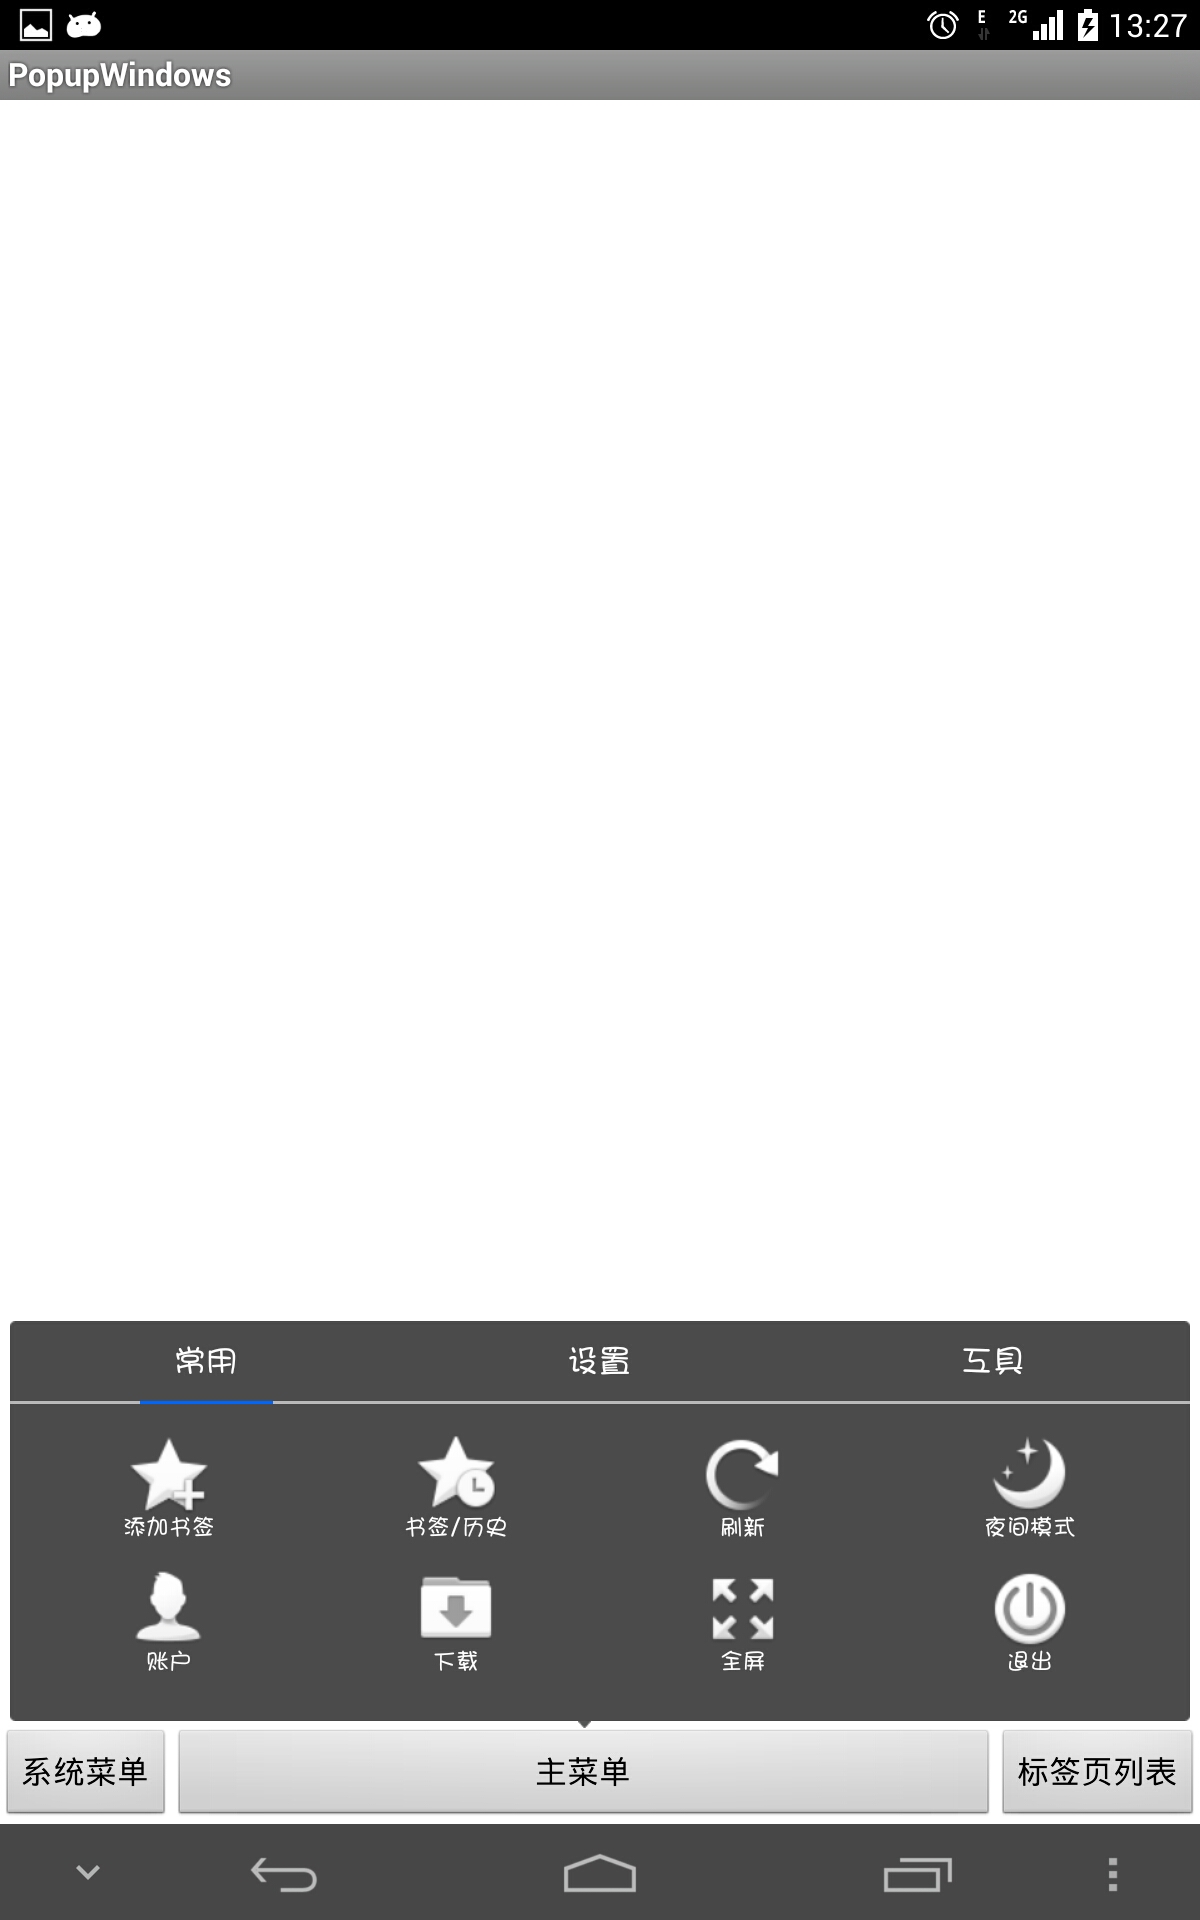 E 2G 13:27
PopupWindows
常用 设置 工具
添加书签 书签/历史 刷新 夜间模式
账户 下载 全屏 退出
系统菜单 主菜单 标签页列表